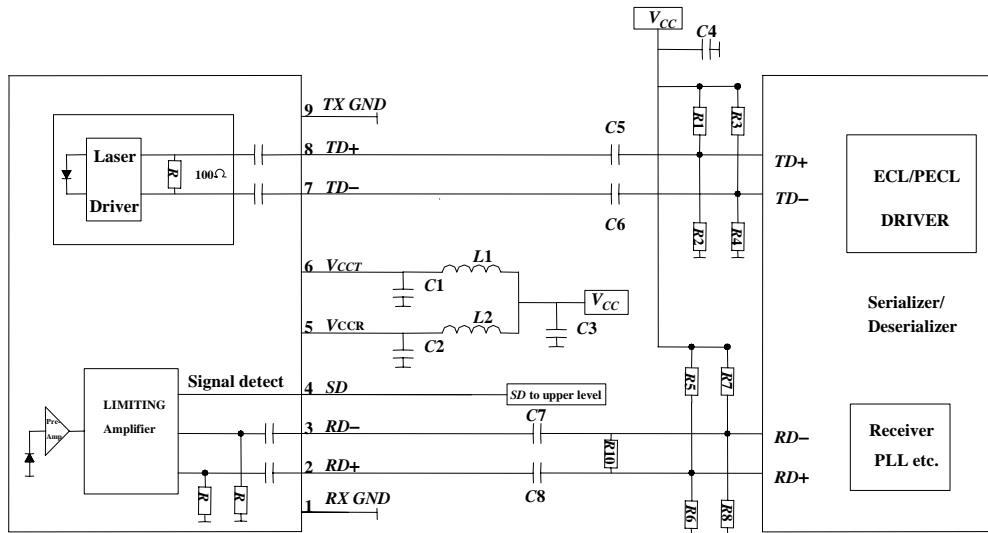 VCC
C4
9 TX GND
R1
R3
C5
Laser
8 TD+
TD+
R
100Ω
ECL/PECL
7 TD−
TD−
Driver
C6
R2
R4
DRIVER
6 VCCT
L1
C1
VCC
Serializer/
Deserializer
5 VCCR
L2
C3
C2
R5
R7
Signal detect
4 SD
SD to upper level
LIMITING
Amplifier
C7
Pre-
Amp
3 RD−
RD−
Receiver
R10
PLL etc.
2 RD+
RD+
C8
R
R
1 RX GND
R6
R8